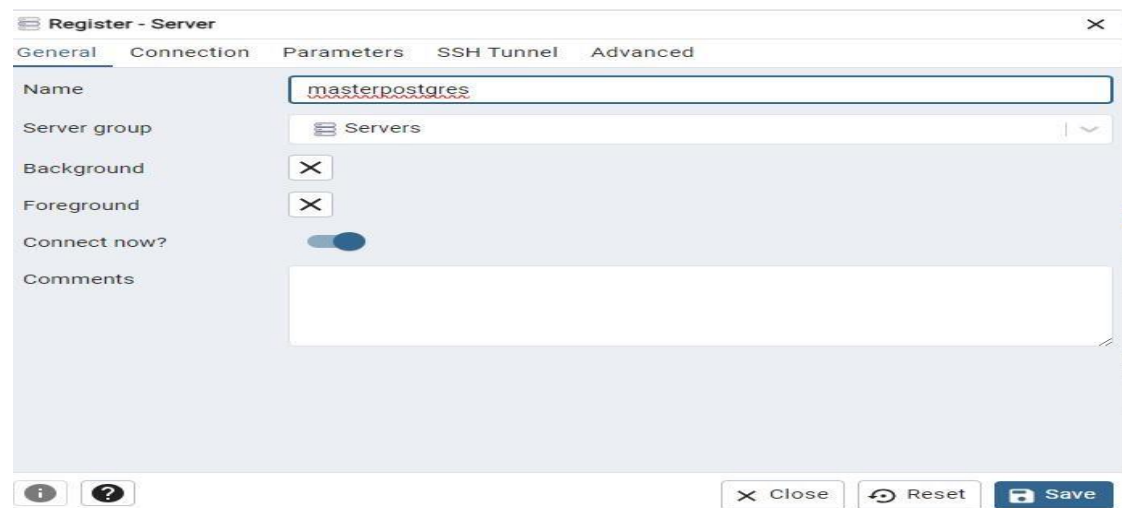 Register - Server
General Connection Parameters SSH Tunnel Advanced
Name masterpostgres
Server group Servers
Background
Foreground
Connect now?
Comments
Close Reset Save